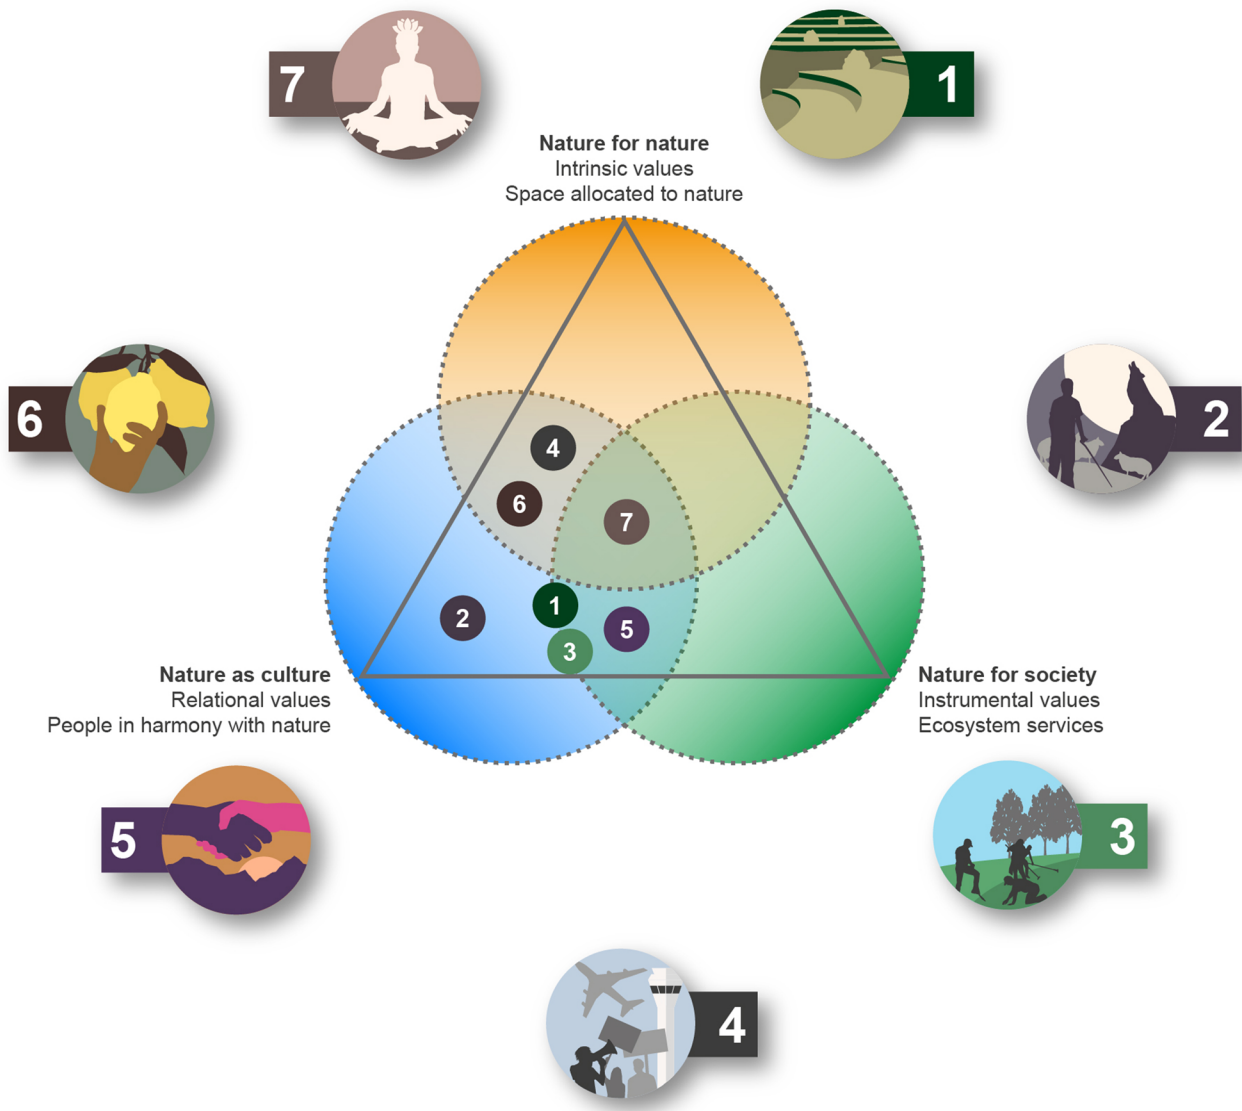 7
1
Nature for nature
Intrinsic values
Space allocated to nature
6
2
4
6
7
1
2
5
3
Nature as culture
Relational values
People in harmony with nature
Nature for society
Instrumental values
Ecosystem services
5
3
4